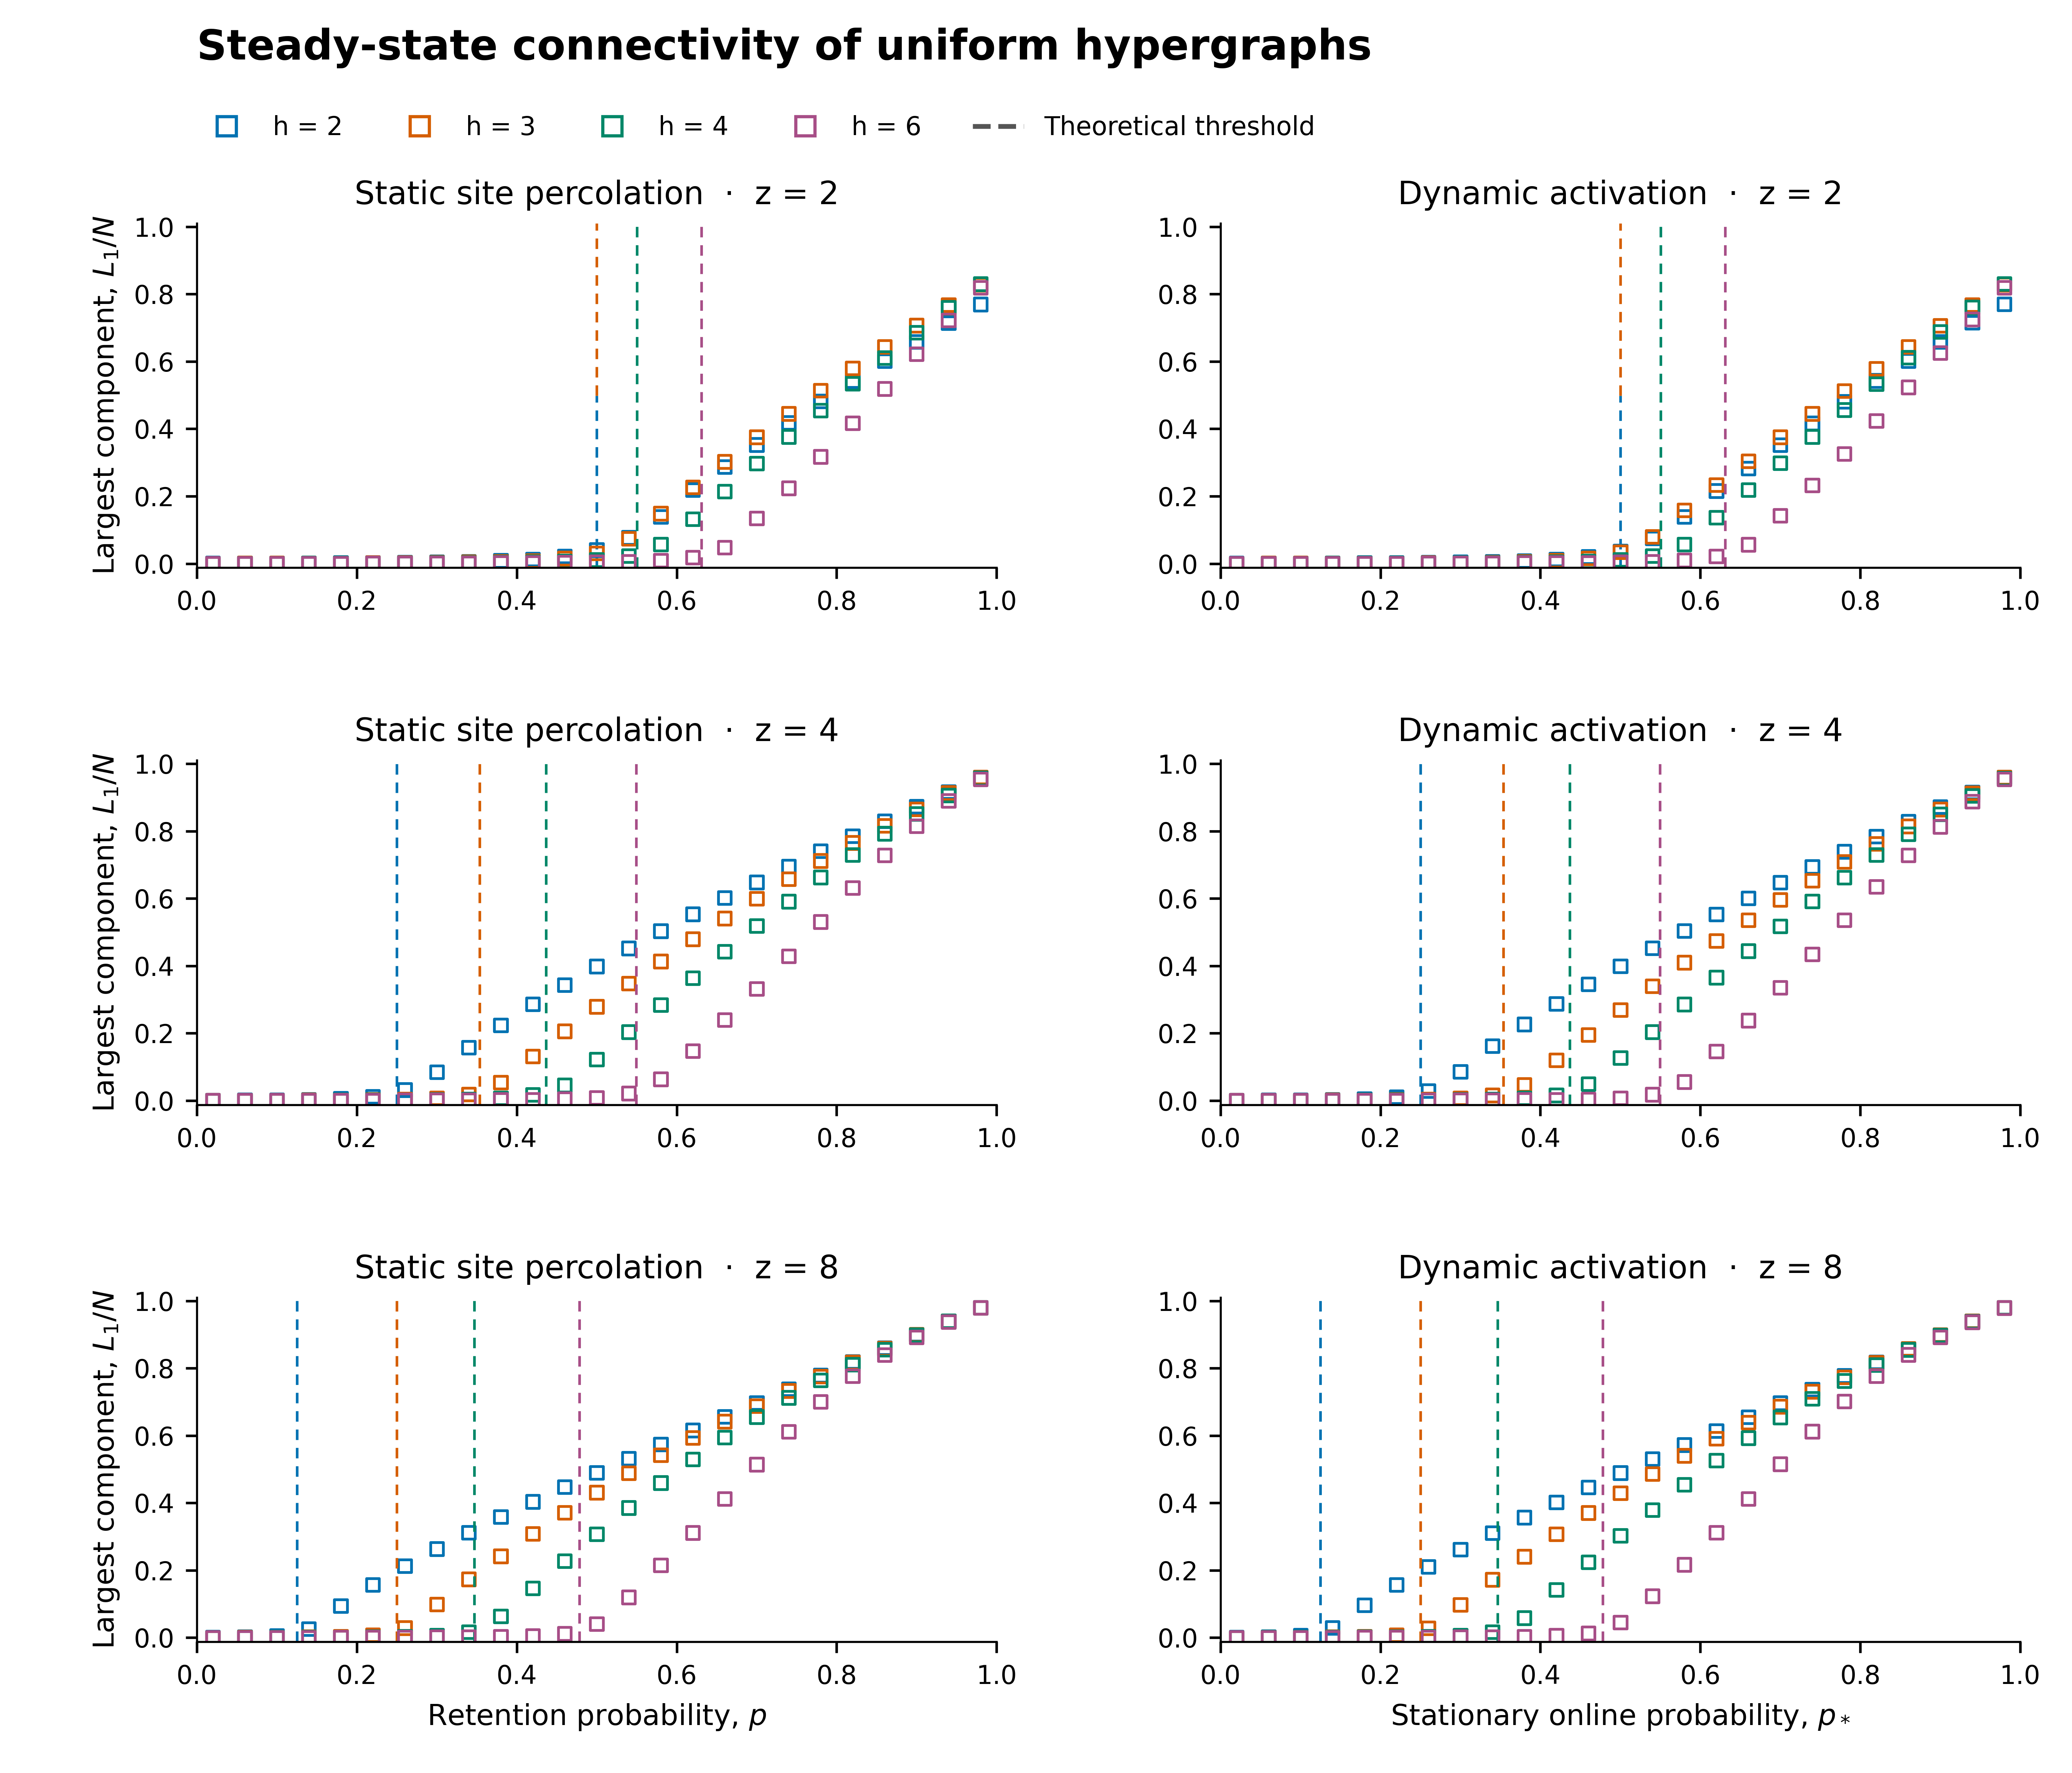 Steady-state connectivity of uniform hypergraphs
h = 2 h = 3 h = 4 h = 6 Theoretical threshold
Static site percolation · z = 2
Largest component, L₁/N
1.0
0.8
0.6
0.4
0.2
0.0
0.0 0.2 0.4 0.6 0.8 1.0
Dynamic activation · z = 2
1.0
0.8
0.6
0.4
0.2
0.0
0.0 0.2 0.4 0.6 0.8 1.0
Static site percolation · z = 4
Largest component, L₁/N
1.0
0.8
0.6
0.4
0.2
0.0
0.0 0.2 0.4 0.6 0.8 1.0
Dynamic activation · z = 4
1.0
0.8
0.6
0.4
0.2
0.0
0.0 0.2 0.4 0.6 0.8 1.0
Static site percolation · z = 8
Largest component, L₁/N
1.0
0.8
0.6
0.4
0.2
0.0
0.0 0.2 0.4 0.6 0.8 1.0
Retention probability, p
Dynamic activation · z = 8
1.0
0.8
0.6
0.4
0.2
0.0
0.0 0.2 0.4 0.6 0.8 1.0
Stationary online probability, p*